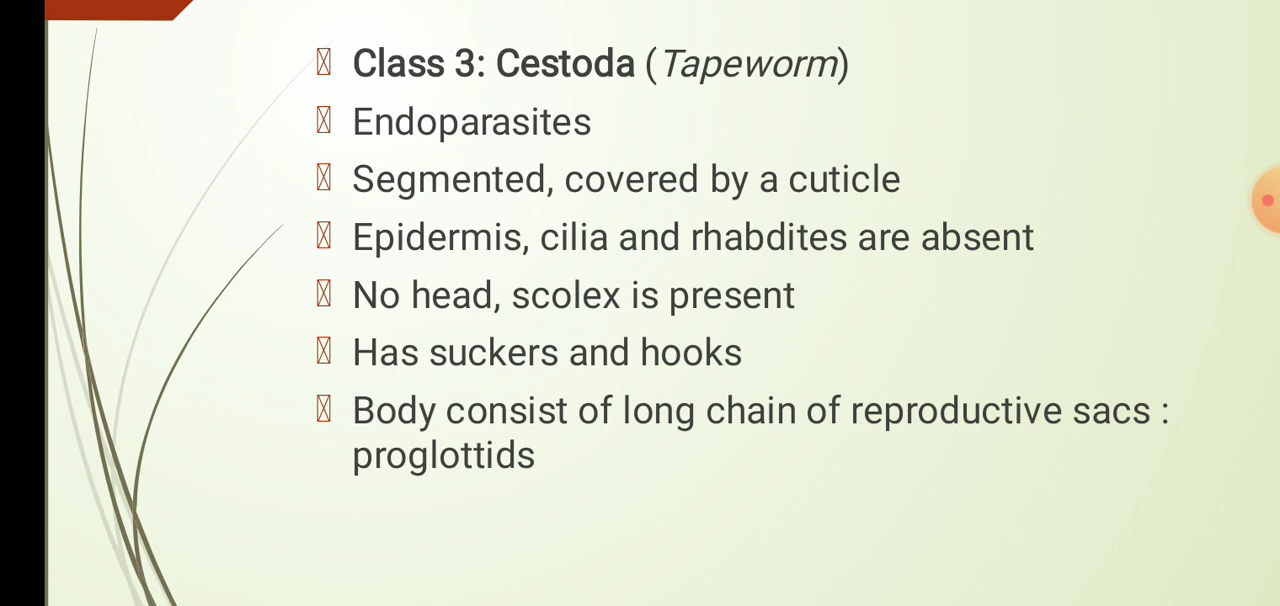 Class 3: Cestoda (Tapeworm)
Endoparasites
Segmented, covered by a cuticle
Epidermis, cilia and rhabdites are absent
No head, scolex is present
Has suckers and hooks
Body consist of long chain of reproductive sacs :
proglottids